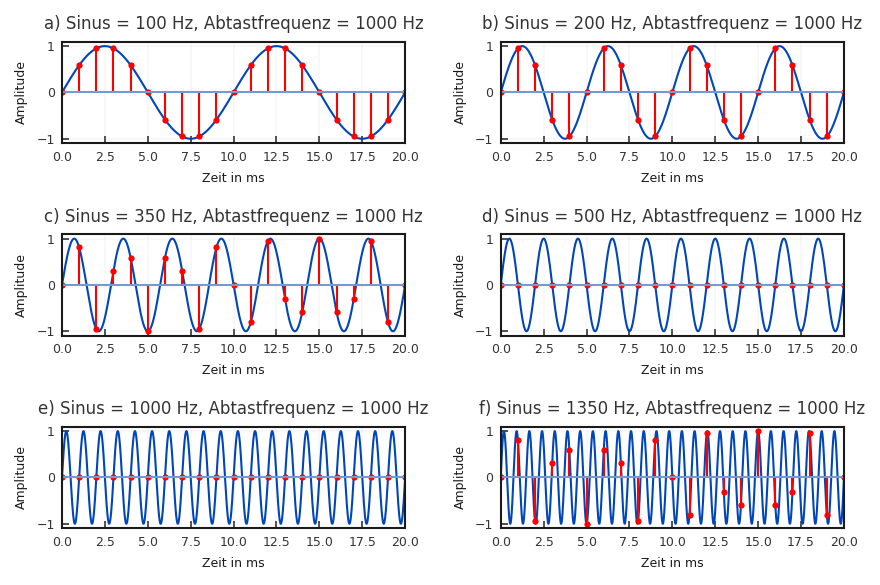 a) Sinus = 100 Hz, Abtastfrequenz = 1000 Hz
1
0
−1
Amplitude
0.0 2.5 5.0 7.5 10.0 12.5 15.0 17.5 20.0
Zeit in ms
b) Sinus = 200 Hz, Abtastfrequenz = 1000 Hz
1
0
−1
Amplitude
0.0 2.5 5.0 7.5 10.0 12.5 15.0 17.5 20.0
Zeit in ms
c) Sinus = 350 Hz, Abtastfrequenz = 1000 Hz
1
0
−1
Amplitude
0.0 2.5 5.0 7.5 10.0 12.5 15.0 17.5 20.0
Zeit in ms
d) Sinus = 500 Hz, Abtastfrequenz = 1000 Hz
1
0
−1
Amplitude
0.0 2.5 5.0 7.5 10.0 12.5 15.0 17.5 20.0
Zeit in ms
e) Sinus = 1000 Hz, Abtastfrequenz = 1000 Hz
1
0
−1
Amplitude
0.0 2.5 5.0 7.5 10.0 12.5 15.0 17.5 20.0
Zeit in ms
f) Sinus = 1350 Hz, Abtastfrequenz = 1000 Hz
1
0
−1
Amplitude
0.0 2.5 5.0 7.5 10.0 12.5 15.0 17.5 20.0
Zeit in ms